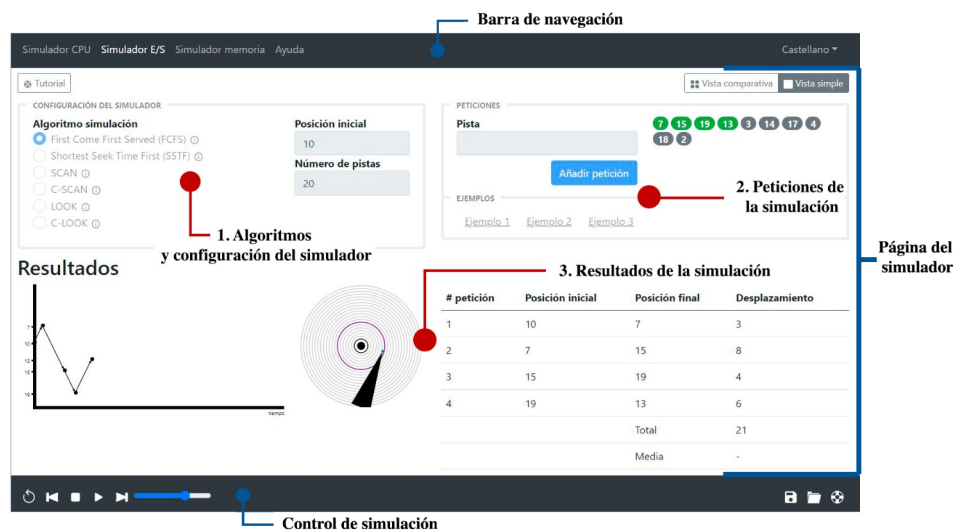 Barra de navegación
Simulador CPU Simulador E/S Simulador memoria Ayuda
Castellano
Tutorial
Vista comparativa
Vista simple
CONFIGURACIÓN DEL SIMULADOR
Algoritmo simulación
First Come First Served (FCFS)
Shortest Seek Time First (SSTF)
SCAN
C-SCAN
LOOK
C-LOOK
Posición inicial
10
Número de pistas
20
1. Algoritmos
y configuración del simulador
PETICIONES
Pista
7 15 19 13 3 14 17 4
18 2
Añadir petición
EJEMPLOS
Ejemplo 1 Ejemplo 2 Ejemplo 3
2. Peticiones de
la simulación
Página del
simulador
Resultados
7
10
13
15
19
tiempo
3. Resultados de la simulación
# petición Posición inicial Posición final Desplazamiento
1 10 7 3
2 7 15 8
3 15 19 4
4 19 13 6
Total 21
Media -
Control de simulación